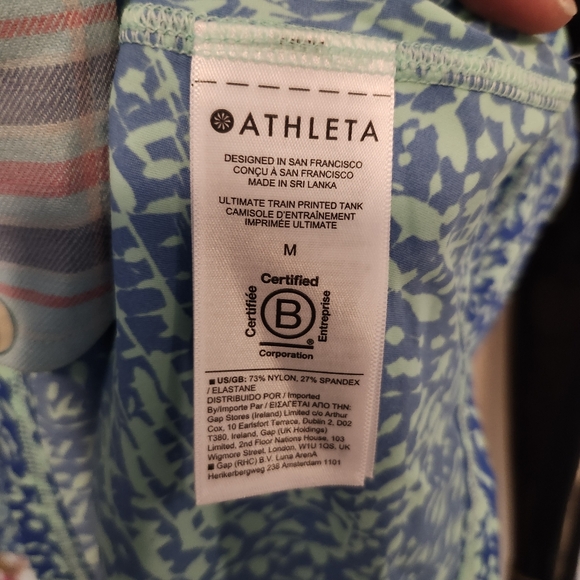 ATHLETA
DESIGNED IN SAN FRANCISCO
CONÇU À SAN FRANCISCO
MADE IN SRI LANKA
ULTIMATE TRAIN PRINTED TANK
CAMISOLE D'ENTRAÎNEMENT
IMPRIMÉE ULTIMATE
M
Certified
Certifiée
B
Entreprise
®
Corporation
US/GB: 73% NYLON, 27% SPANDEX
/ ELASTANE
DISTRIBUIDO POR / Imported
By/Importe Par / ΕΙΣΑΓΕΤΑΙ ΑΠΟ ΤΗΝ:
Gap Stores (Ireland) Limited c/o Arthur
Cox, 10 Earlsfort Terrace, Dublin 2, D02
T380, Ireland, Gap (UK Holdings)
Limited, 2nd Floor Nations House, 103
Wigmore Street, London, W1U 1QS, UK
Gap (RHC) B.V. Luna ArenA
Herikerbergweg 238 Amsterdam 1101